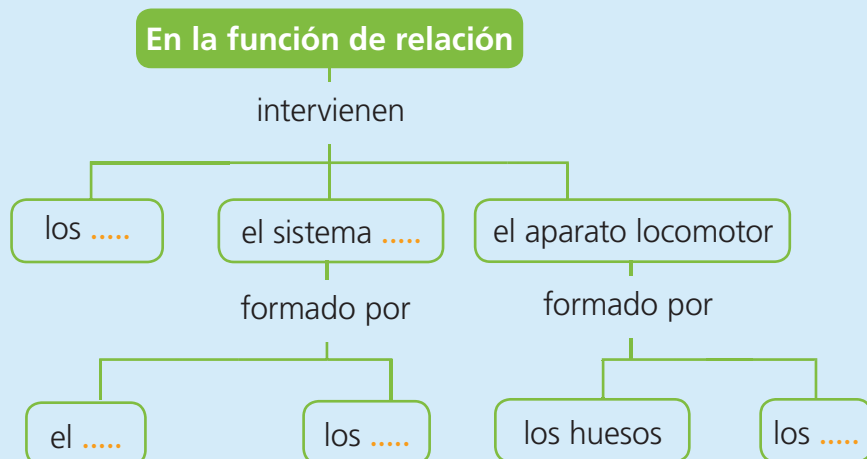 En la función de relación
intervienen
los .....
el sistema .....
el aparato locomotor
formado por
formado por
el .....
los .....
los huesos
los .....